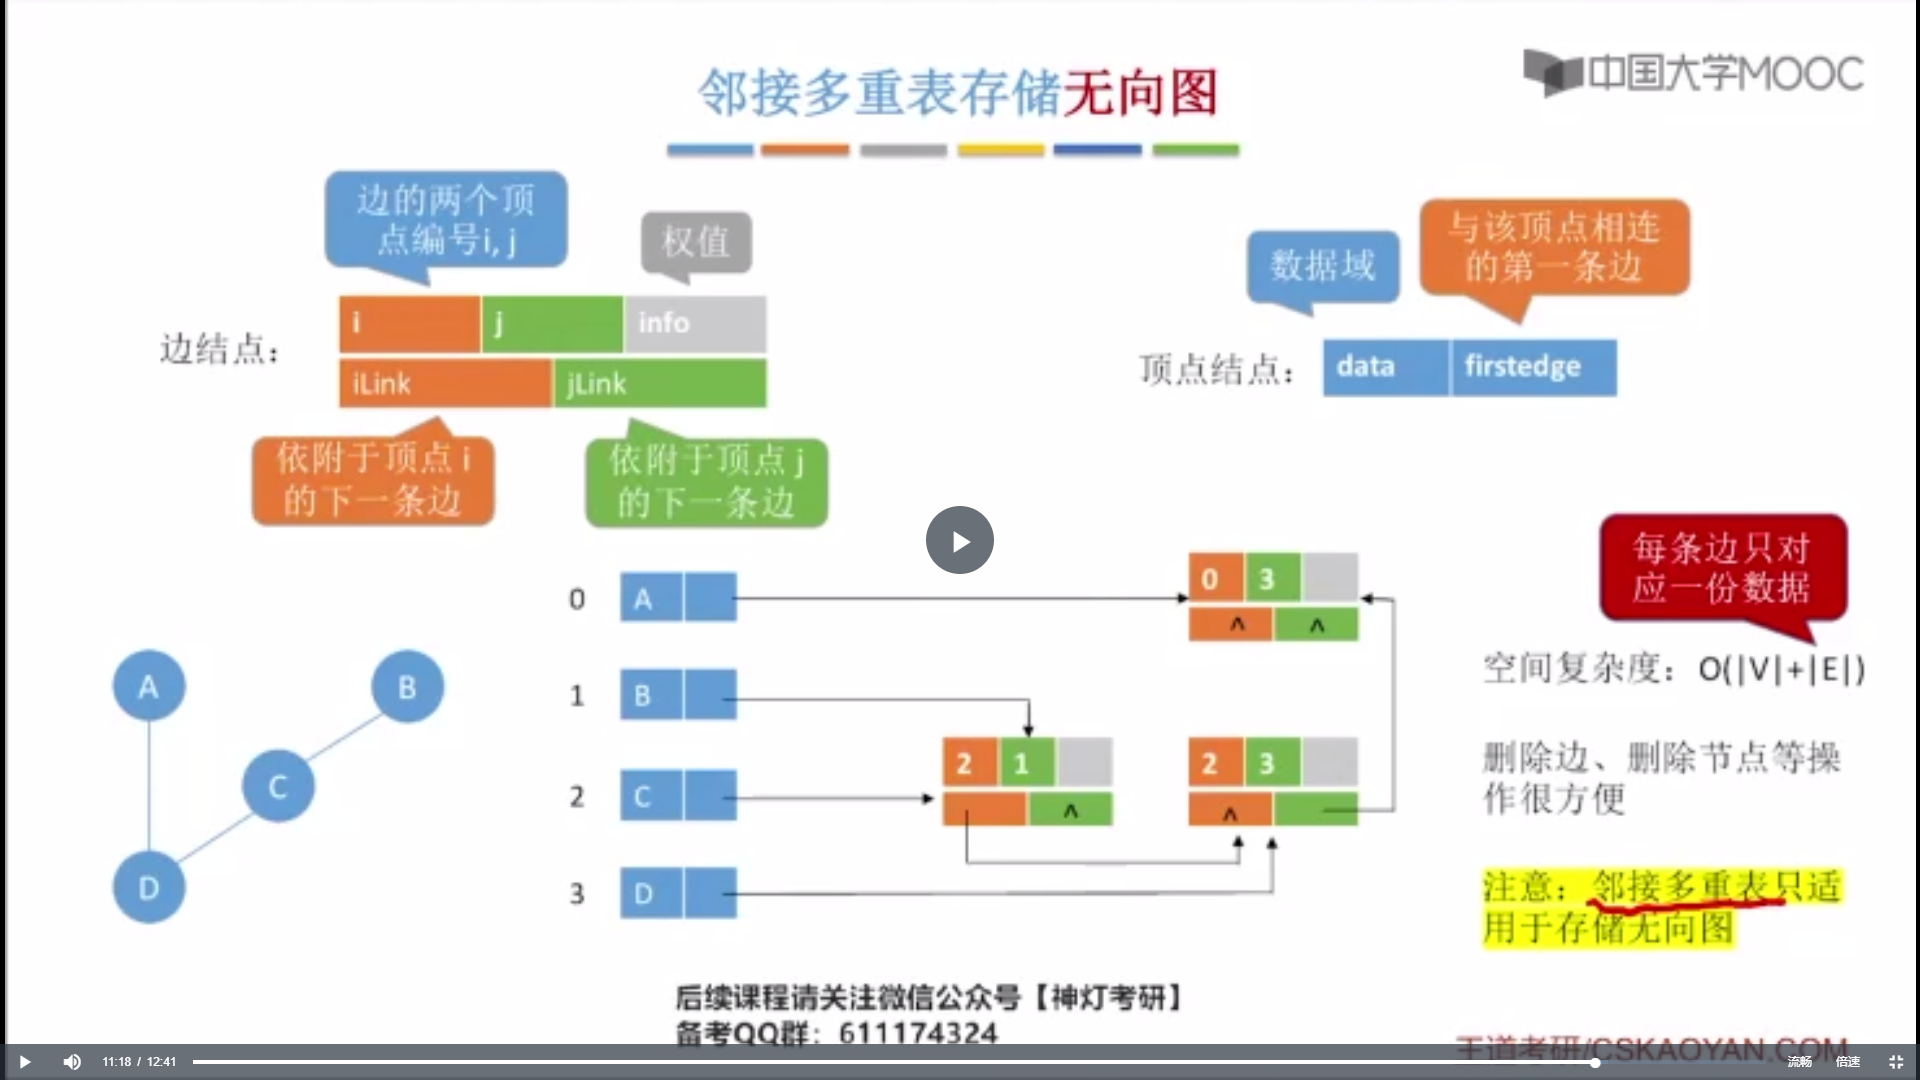 中国大学MOOC
邻接多重表存储无向图
边的两个顶
点编号i, j
权值
数据域
与该顶点相连
的第一条边
边结点：
i j info
iLink jLink
顶点结点：
data firstedge
依附于顶点 i
的下一条边
依附于顶点 j
的下一条边
每条边只对
应一份数据
0 A
0 3
^ ^
空间复杂度：O(|V|+|E|)
A B
1 B
2 1
2 3
删除边、删除节点等操
作很方便
C
2 C
^
^
D
3 D
注意：邻接多重表只适
用于存储无向图
后续课程请关注微信公众号【神灯考研】
备考QQ群：611174324
王道考研/CSKAOYAN.COM
11:18 / 12:41
流畅
倍速